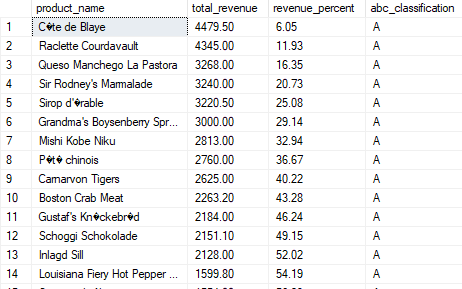 product_name total_revenue revenue_percent abc_classification
1 C�te de Blaye 4479.50 6.05 A
2 Raclette Courdavault 4345.00 11.93 A
3 Queso Manchego La Pastora 3268.00 16.35 A
4 Sir Rodney's Marmalade 3240.00 20.73 A
5 Sirop d'�rable 3220.50 25.08 A
6 Grandma's Boysenberry Spr... 3000.00 29.14 A
7 Mishi Kobe Niku 2813.00 32.94 A
8 P�t� chinois 2760.00 36.67 A
9 Carnarvon Tigers 2625.00 40.22 A
10 Boston Crab Meat 2263.20 43.28 A
11 Gustaf's Kn�ckebr�d 2184.00 46.24 A
12 Schoggi Schokolade 2151.10 49.15 A
13 Inlagd Sill 2128.00 52.02 A
14 Louisiana Fiery Hot Pepper ... 1599.80 54.19 A